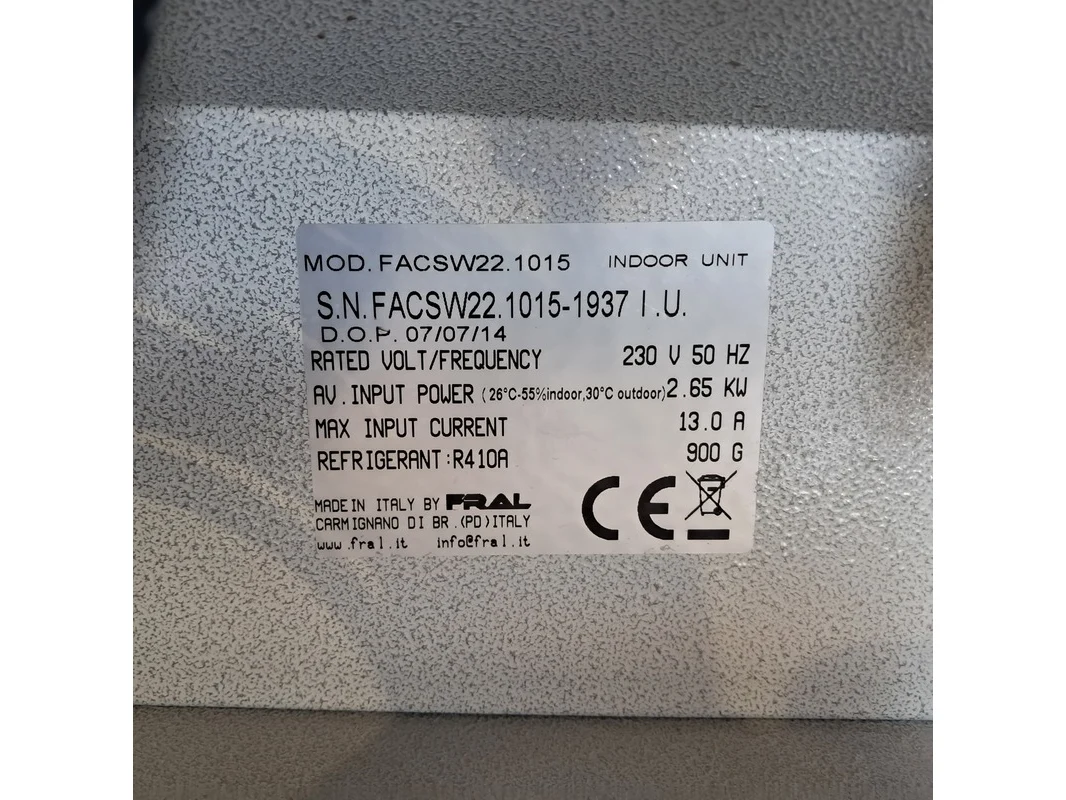 MOD. FACSW22.1015 INDOOR UNIT
S.N.FACSW22.1015-1937 I.U.
D.O.P. 07/07/14
RATED VOLT/FREQUENCY 230 V 50 HZ
AV.INPUT POWER (26°C-55%indoor,30°C outdoor) 2.65 KW
MAX INPUT CURRENT 13.0 A
REFRIGERANT:R410A 900 G
MADE IN ITALY BY FRAL
CARMIGNANO DI BR.(PD)ITALY
www.fral.it info@fral.it
CE